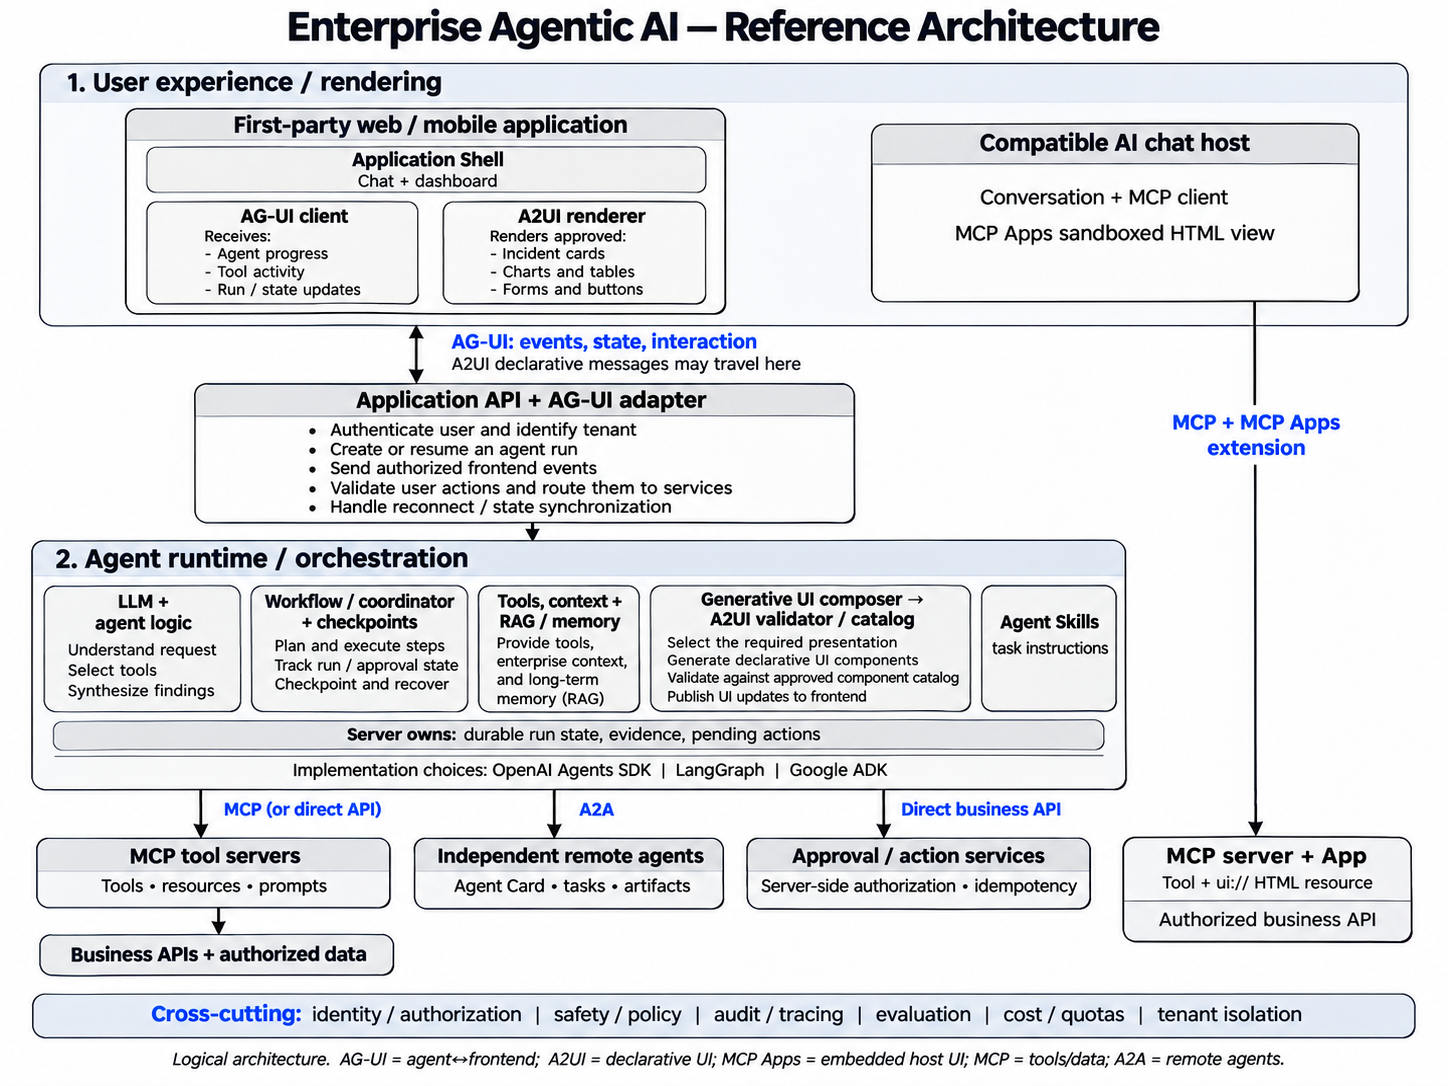 Enterprise Agentic AI — Reference Architecture
1. User experience / rendering
First-party web / mobile application
Application Shell
Chat + dashboard
AG-UI client
Receives:
- Agent progress
- Tool activity
- Run / state updates
A2UI renderer
Renders approved:
- Incident cards
- Charts and tables
- Forms and buttons
Compatible AI chat host
Conversation + MCP client
MCP Apps sandboxed HTML view
AG-UI: events, state, interaction
A2UI declarative messages may travel here
MCP + MCP Apps
extension
Application API + AG-UI adapter
• Authenticate user and identify tenant
• Create or resume an agent run
• Send authorized frontend events
• Validate user actions and route them to services
• Handle reconnect / state synchronization
2. Agent runtime / orchestration
LLM +
agent logic
Understand request
Select tools
Synthesize findings
Workflow / coordinator
+ checkpoints
Plan and execute steps
Track run / approval state
Checkpoint and recover
Tools, context +
RAG / memory
Provide tools,
enterprise context,
and long-term
memory (RAG)
Generative UI composer →
A2UI validator / catalog
Select the required presentation
Generate declarative UI components
Validate against approved component catalog
Publish UI updates to frontend
Agent Skills
task instructions
Server owns: durable run state, evidence, pending actions
Implementation choices: OpenAI Agents SDK | LangGraph | Google ADK
MCP (or direct API)
A2A
Direct business API
MCP tool servers
Tools • resources • prompts
Independent remote agents
Agent Card • tasks • artifacts
Approval / action services
Server-side authorization • idempotency
MCP server + App
Tool + ui:// HTML resource
Authorized business API
Business APIs + authorized data
Cross-cutting: identity / authorization | safety / policy | audit / tracing | evaluation | cost / quotas | tenant isolation
Logical architecture. AG-UI = agent↔frontend; A2UI = declarative UI; MCP Apps = embedded host UI; MCP = tools/data; A2A = remote agents.